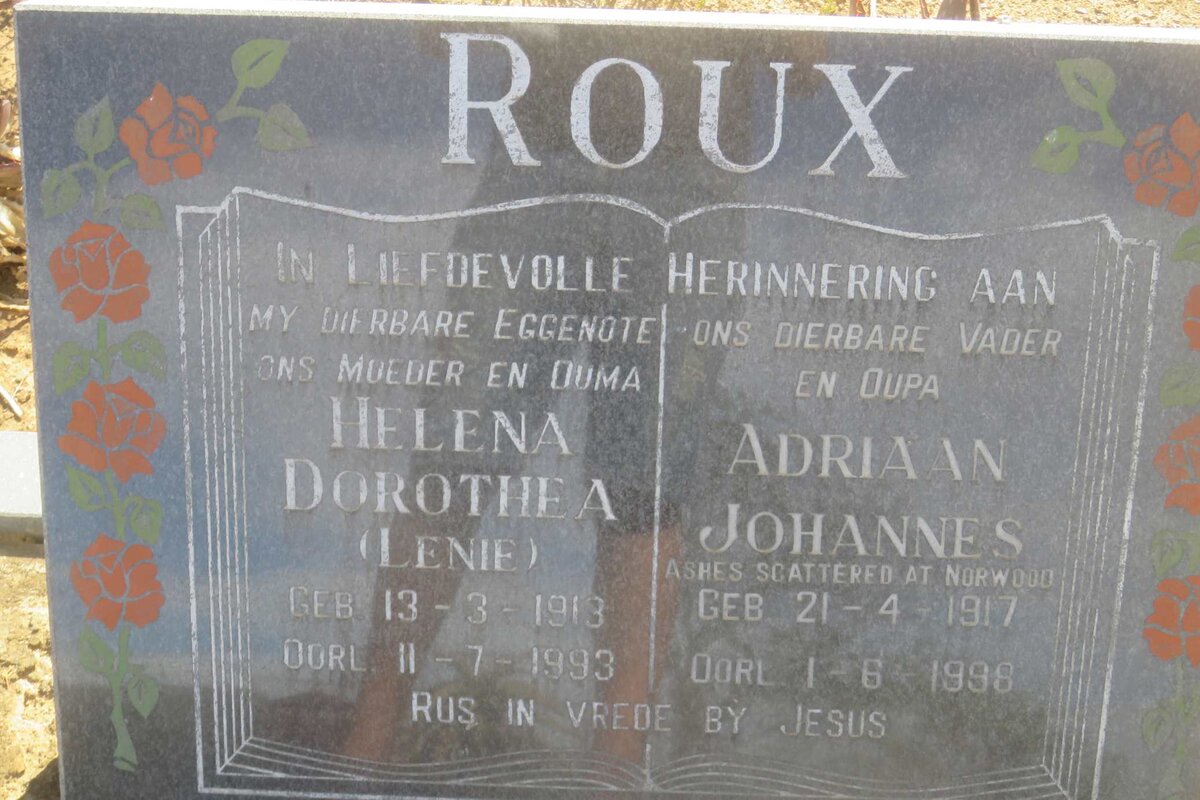 ROUX
IN LIEFDEVOLLE HERINNERING AAN
MY DIERBARE EGGENOTE
ONS MOEDER EN OUMA
HELENA
DOROTHEA
(LENIE)
GEB. 13 - 3 - 1913
OORL. 11 - 7 - 1993
ONS DIERBARE VADER
EN OUPA
ADRIAAN
JOHANNES
ASHES SCATTERED AT NORWOOD
GEB. 21 - 4 - 1917
OORL. 1 - 6 - 1998
RUS IN VREDE BY JESUS